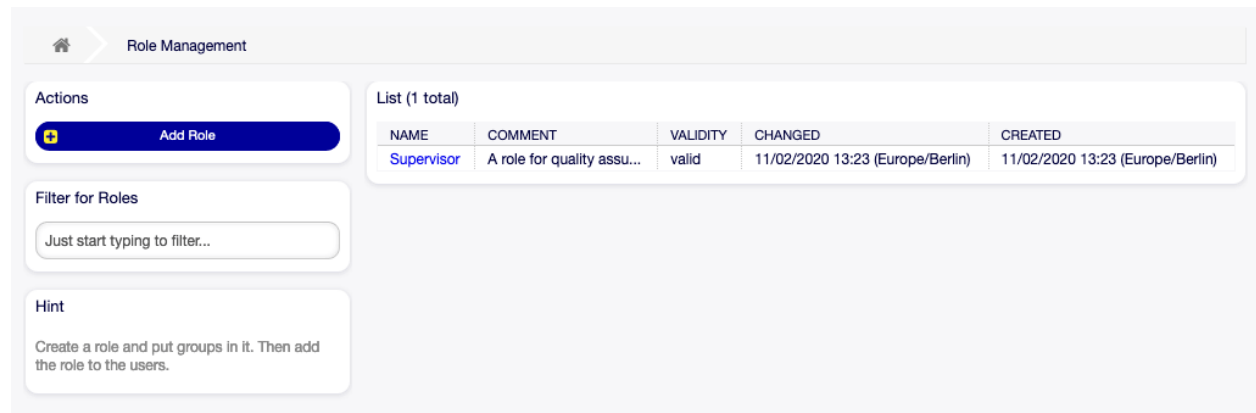 Role Management
Actions
Add Role
Filter for Roles
Just start typing to filter...
Hint
Create a role and put groups in it. Then add
the role to the users.
List (1 total)
NAME COMMENT VALIDITY CHANGED CREATED
Supervisor A role for quality assu... valid 11/02/2020 13:23 (Europe/Berlin) 11/02/2020 13:23 (Europe/Berlin)